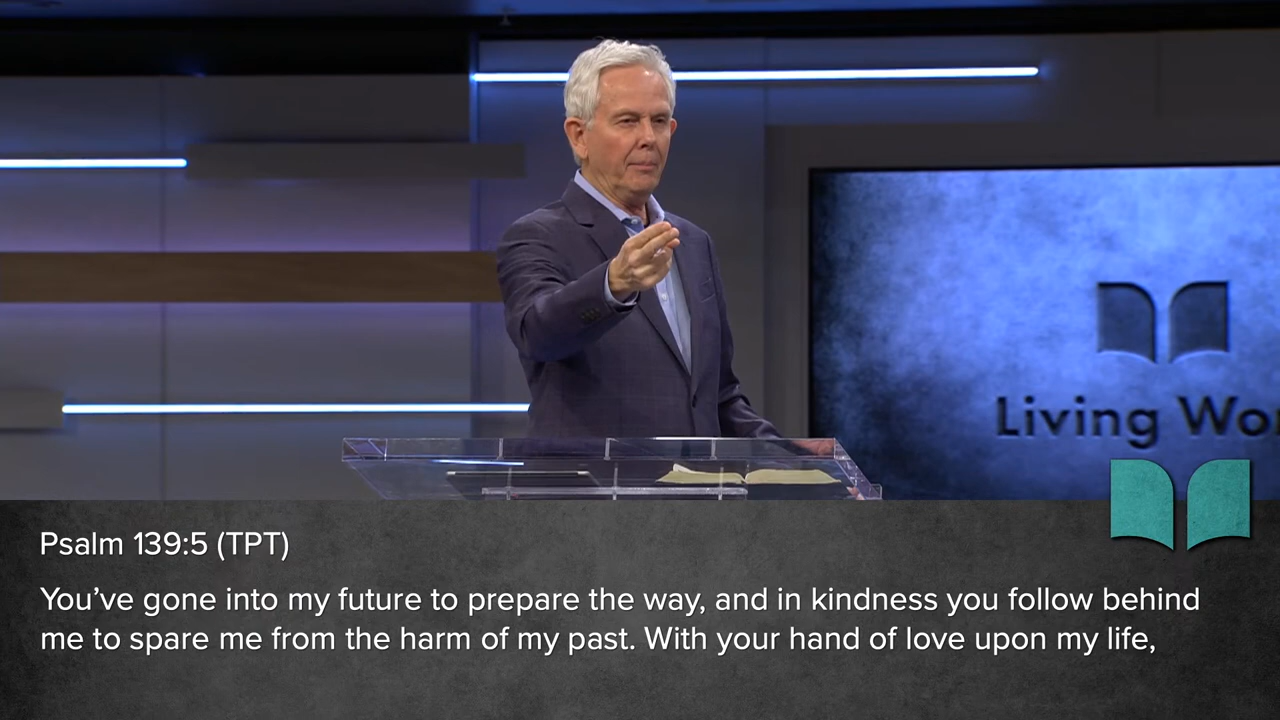 Living Wo
Psalm 139:5 (TPT)
You’ve gone into my future to prepare the way, and in kindness you follow behind
me to spare me from the harm of my past. With your hand of love upon my life,